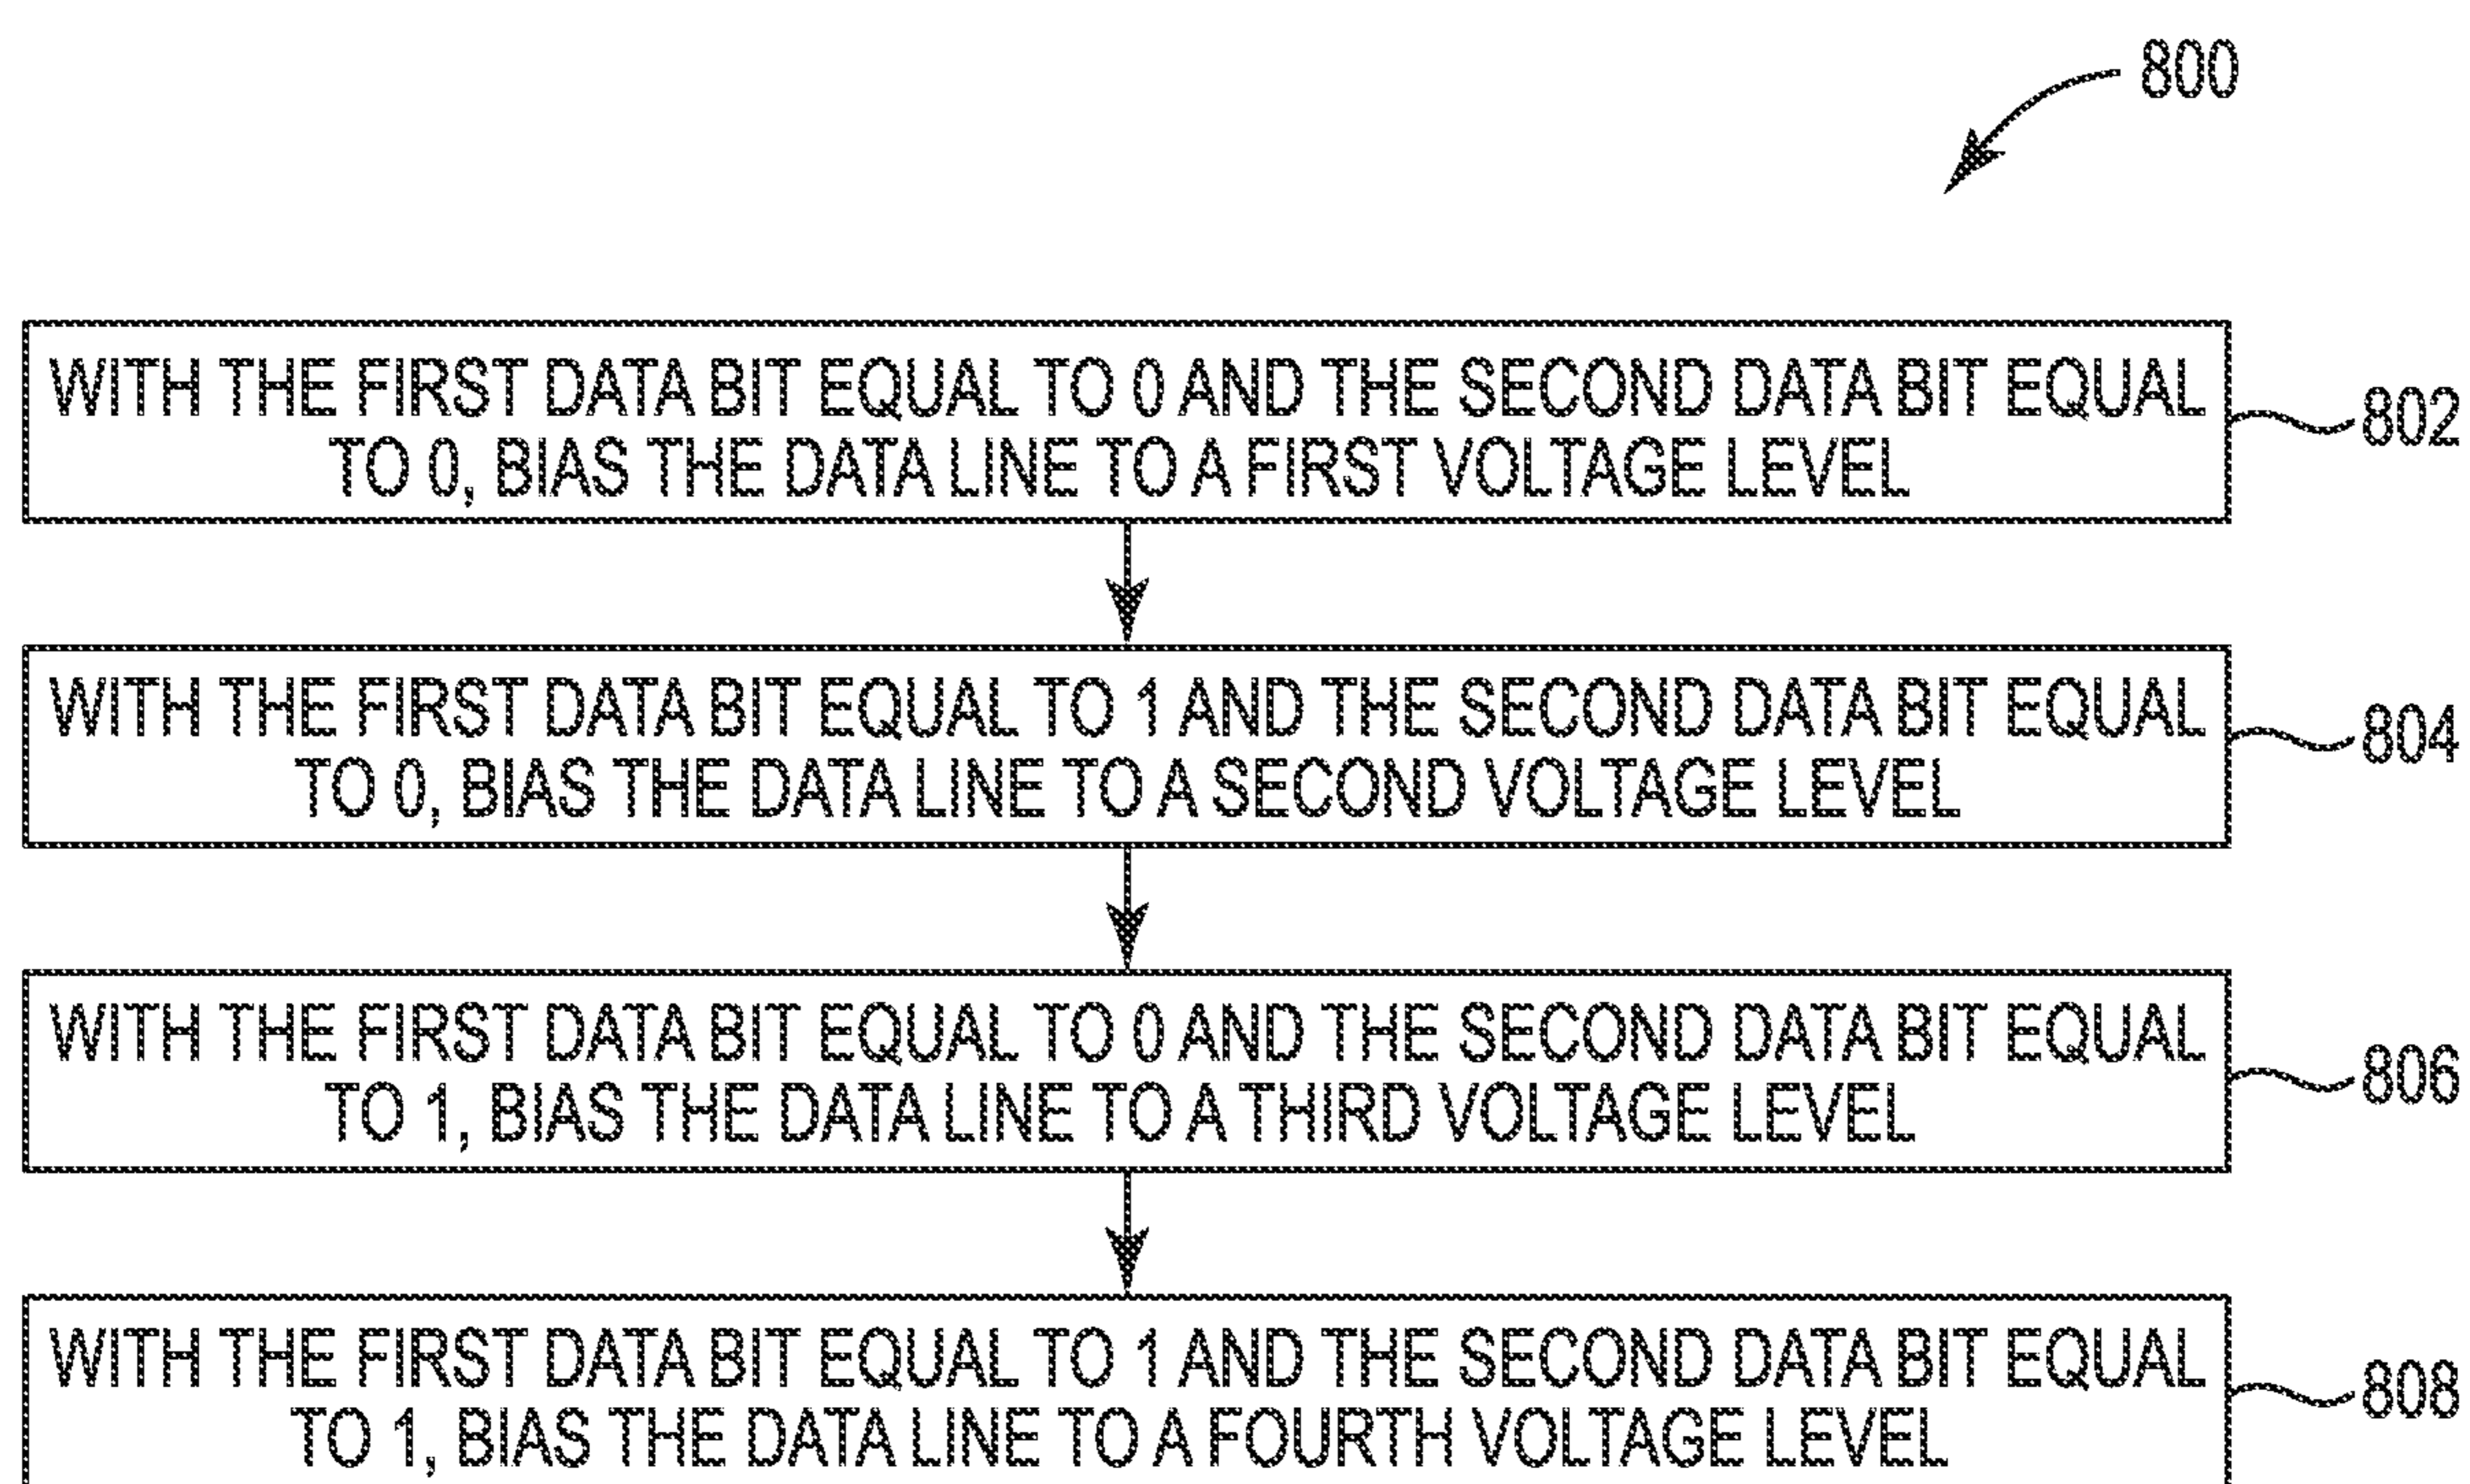 800
WITH THE FIRST DATA BIT EQUAL TO 0 AND THE SECOND DATA BIT EQUAL
TO 0, BIAS THE DATA LINE TO A FIRST VOLTAGE LEVEL
802
WITH THE FIRST DATA BIT EQUAL TO 1 AND THE SECOND DATA BIT EQUAL
TO 0, BIAS THE DATA LINE TO A SECOND VOLTAGE LEVEL
804
WITH THE FIRST DATA BIT EQUAL TO 0 AND THE SECOND DATA BIT EQUAL
TO 1, BIAS THE DATA LINE TO A THIRD VOLTAGE LEVEL
806
WITH THE FIRST DATA BIT EQUAL TO 1 AND THE SECOND DATA BIT EQUAL
TO 1, BIAS THE DATA LINE TO A FOURTH VOLTAGE LEVEL
808